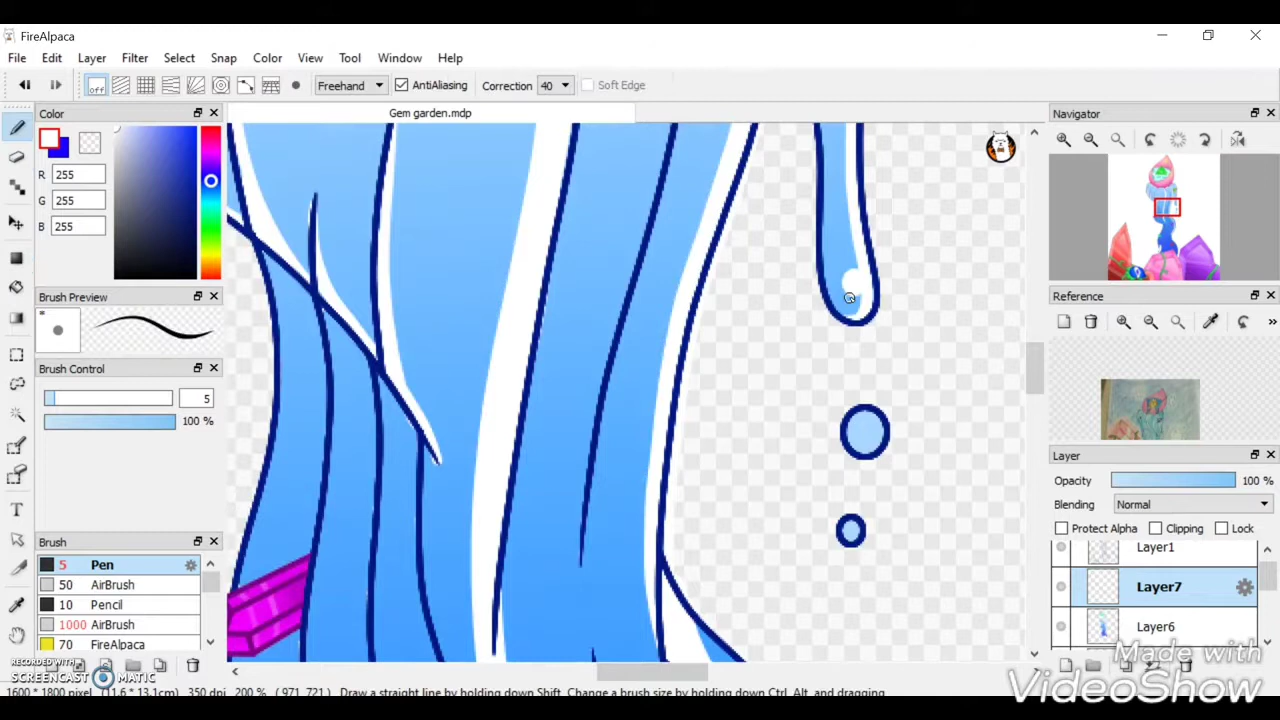 FireAlpaca
File Edit Layer Filter Select Snap Color View Tool Window Help
off Freehand AntiAliasing Correction 40 Soft Edge
Color
Gem garden.mdp
Navigator
R 255
G 255
B 255
Brush Preview
Reference
Brush Control
5
100 %
Layer
Opacity 100 %
Blending Normal
Protect Alpha Clipping Lock
Layer1
Layer7
Layer6
Brush
5 Pen
50 AirBrush
10 Pencil
1000 AirBrush
70 FireAlpaca
RECORDED WITH
SCREENCAST MATIC
Made with
VideoShow
1600 * 1800 pixel (11.6 * 13.1cm) 350 dpi 200 % ( 971, 721 ) Draw a straight line by holding down Shift, Change a brush size by holding down Ctrl, Alt, and dragging